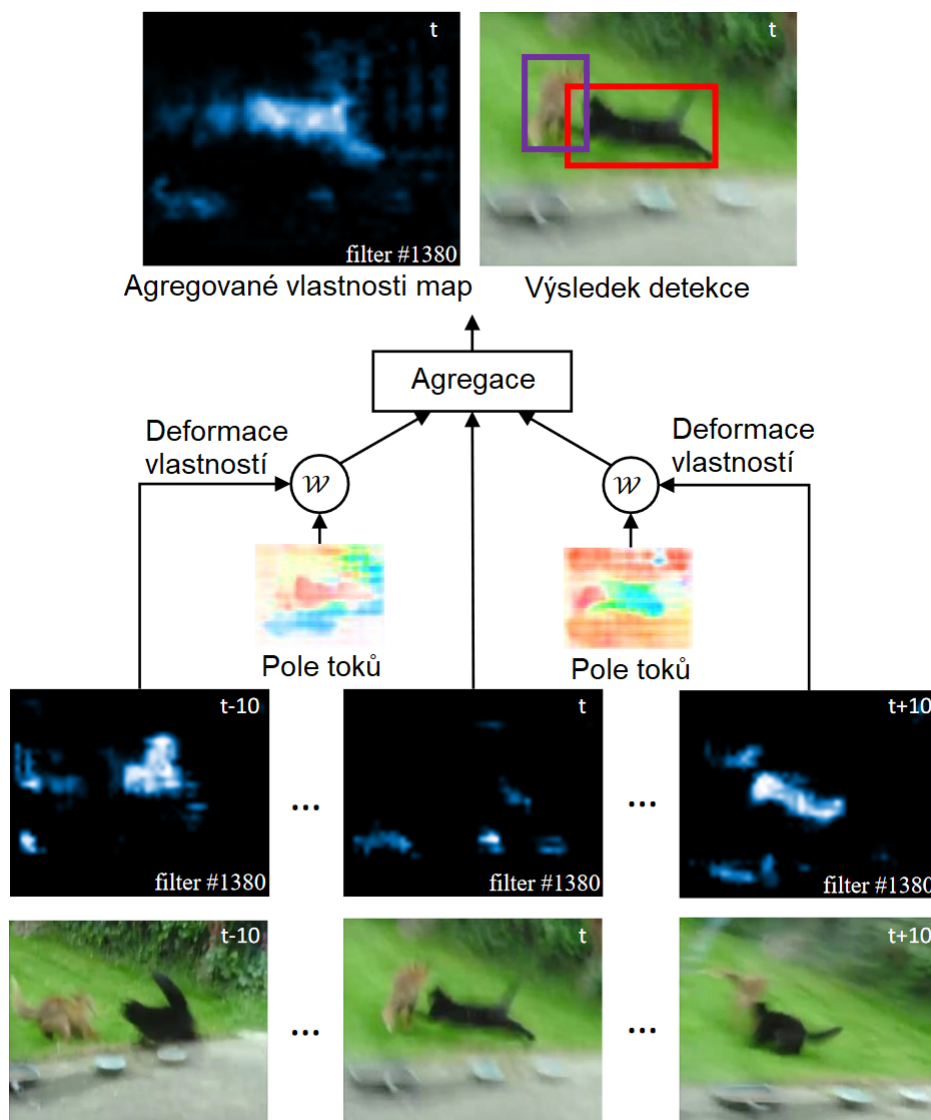 t
t
filter #1380
Agregované vlastnosti map
Výsledek detekce
Agregace
Deformace
vlastností
Deformace
vlastností
𝒲
𝒲
Pole toků
Pole toků
t-10
t
t+10
...
...
filter #1380
filter #1380
filter #1380
t-10
t
t+10
...
...